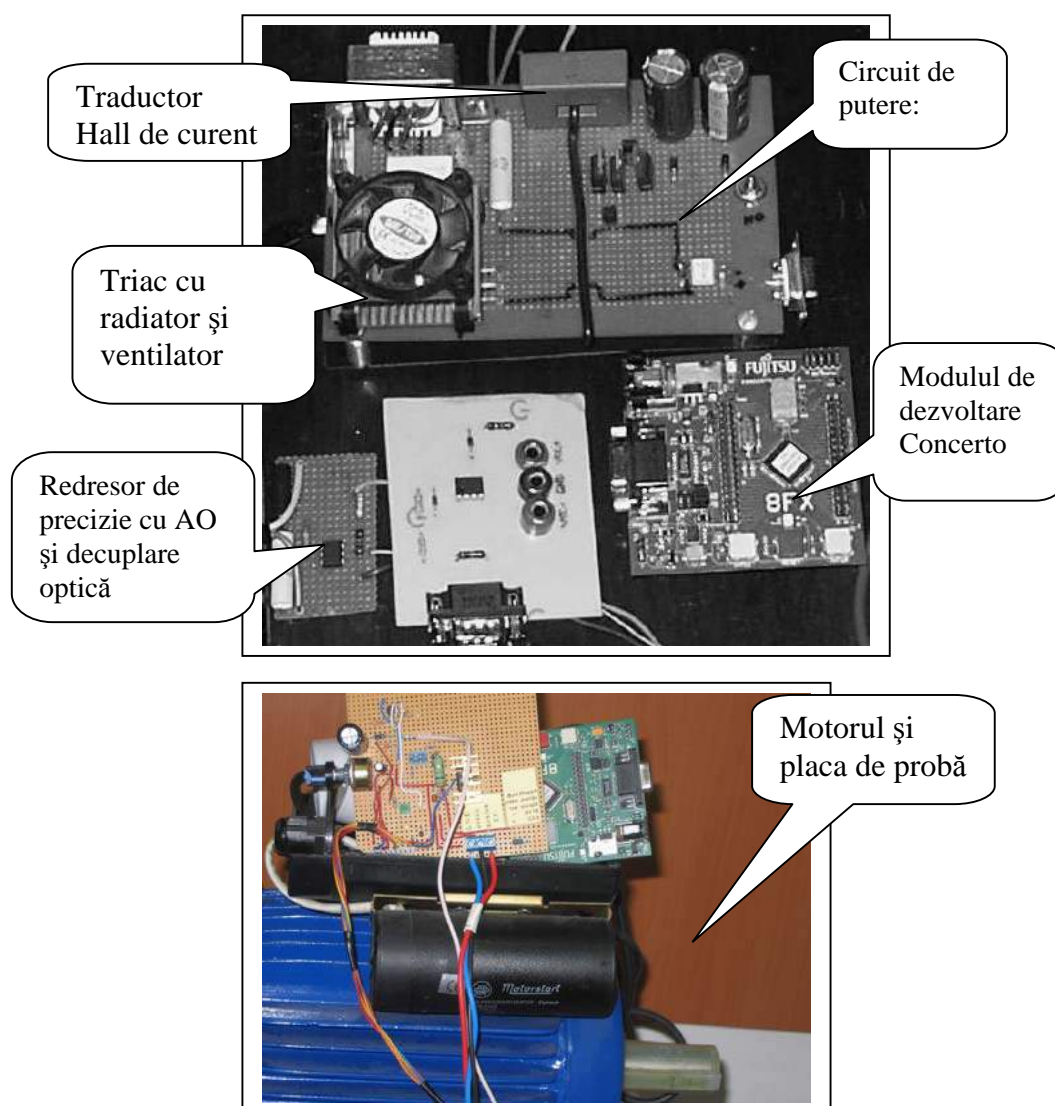 Traductor
Hall de curent
Circuit de
putere:
Triac cu
radiator şi
ventilator
FUJITSU
Modulul de
dezvoltare
Concerto
8FX
Redresor de
precizie cu AO
şi decuplare
optică
Motorul şi
placa de probă
FUJITSU
Motorstart